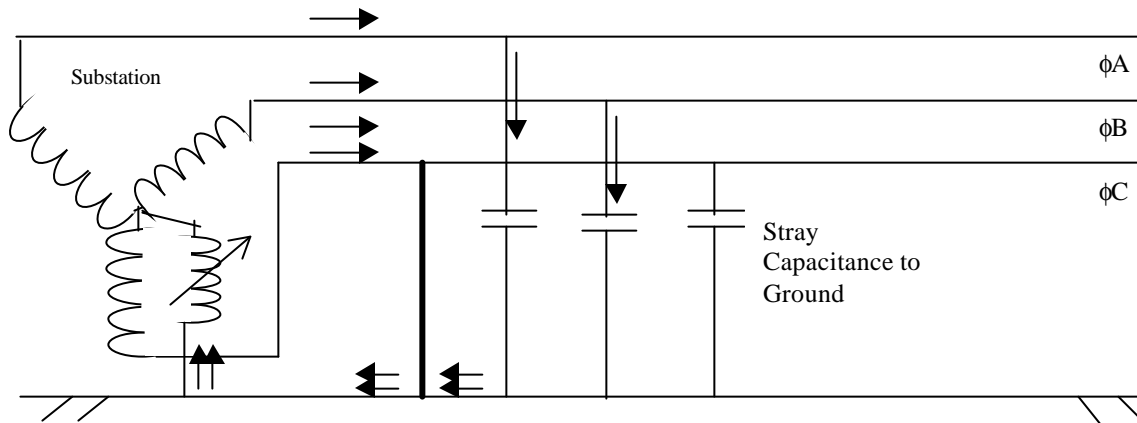 Substation
ϕA
ϕB
ϕC
Stray
Capacitance to
Ground